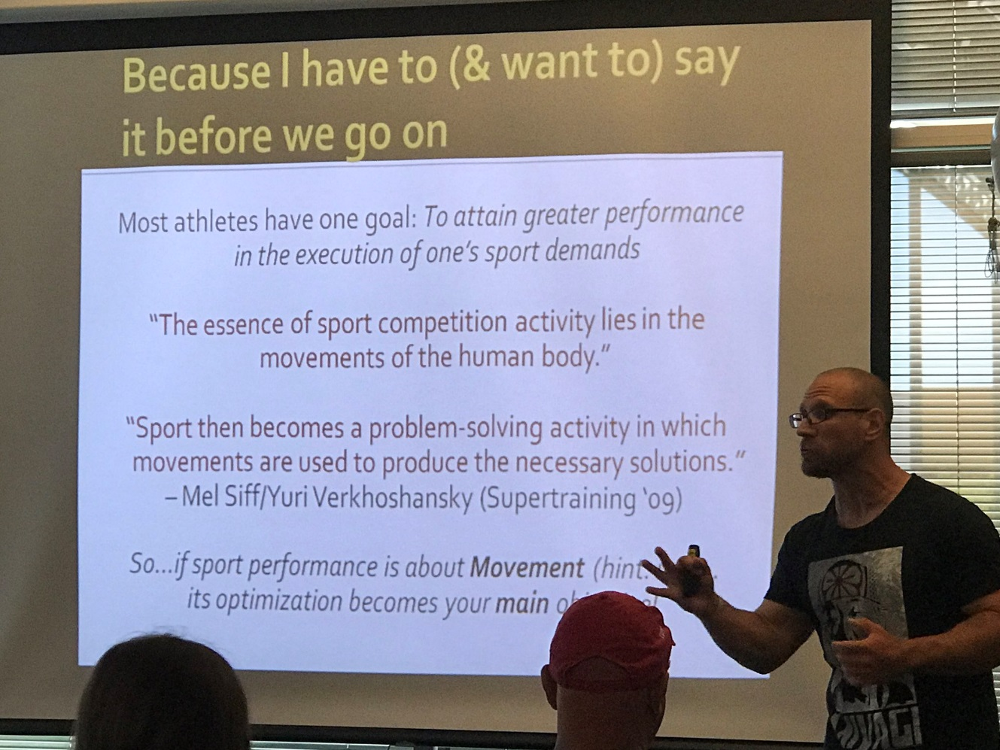 Because I have to (& want to) say
it before we go on
Most athletes have one goal: To attain greater performance
in the execution of one's sport demands
“The essence of sport competition activity lies in the
movements of the human body.”
“Sport then becomes a problem-solving activity in which
movements are used to produce the necessary solutions.”
– Mel Siff/Yuri Verkhoshansky (Supertraining '09)
So...if sport performance is about Movement (hint:
its optimization becomes your main